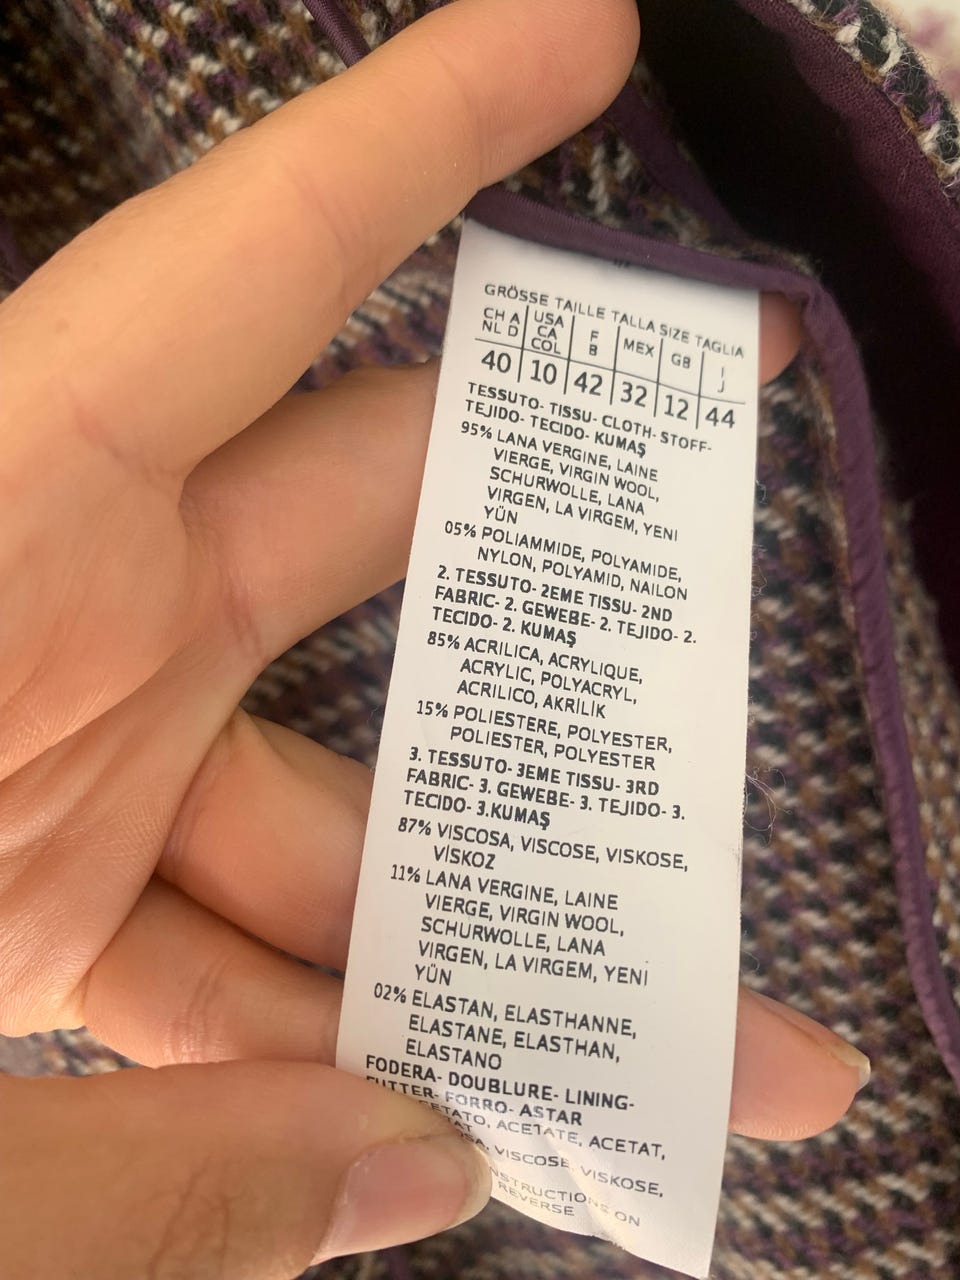 GRÖSSE TAILLE TALLA SIZE TAGLIA
CH A NL D | USA CA COL | F B | MEX | GB | I J
40 | 10 | 42 | 32 | 12 | 44
TESSUTO- TISSU- CLOTH- STOFF-
TEJIDO- TECIDO- KUMAŞ
95% LANA VERGINE, LAINE
VIERGE, VIRGIN WOOL,
SCHURWOLLE, LANA
VIRGEN, LA VIRGEM, YENI
YÜN
05% POLIAMMIDE, POLYAMIDE,
NYLON, POLYAMID, NAILON
2. TESSUTO- 2EME TISSU- 2ND
FABRIC- 2. GEWEBE- 2. TEJIDO- 2.
TECIDO- 2. KUMAŞ
85% ACRILICA, ACRYLIQUE,
ACRYLIC, POLYACRYL,
ACRILICO, AKRİLİK
15% POLIESTERE, POLYESTER,
POLIESTER, POLYESTER
3. TESSUTO- 3EME TISSU- 3RD
FABRIC- 3. GEWEBE- 3. TEJIDO- 3.
TECIDO- 3.KUMAŞ
87% VISCOSA, VISCOSE, VISKOSE,
VİSKOZ
11% LANA VERGINE, LAINE
VIERGE, VIRGIN WOOL,
SCHURWOLLE, LANA
VIRGEN, LA VIRGEM, YENI
YÜN
02% ELASTAN, ELASTHANNE,
ELASTANE, ELASTHAN,
ELASTANO
FODERA- DOUBLURE- LINING-
FUTTER- FORRO- ASTAR
ACETATE, ACETAT,
VISCOSE, VISKOSE,
ON
REVERSE